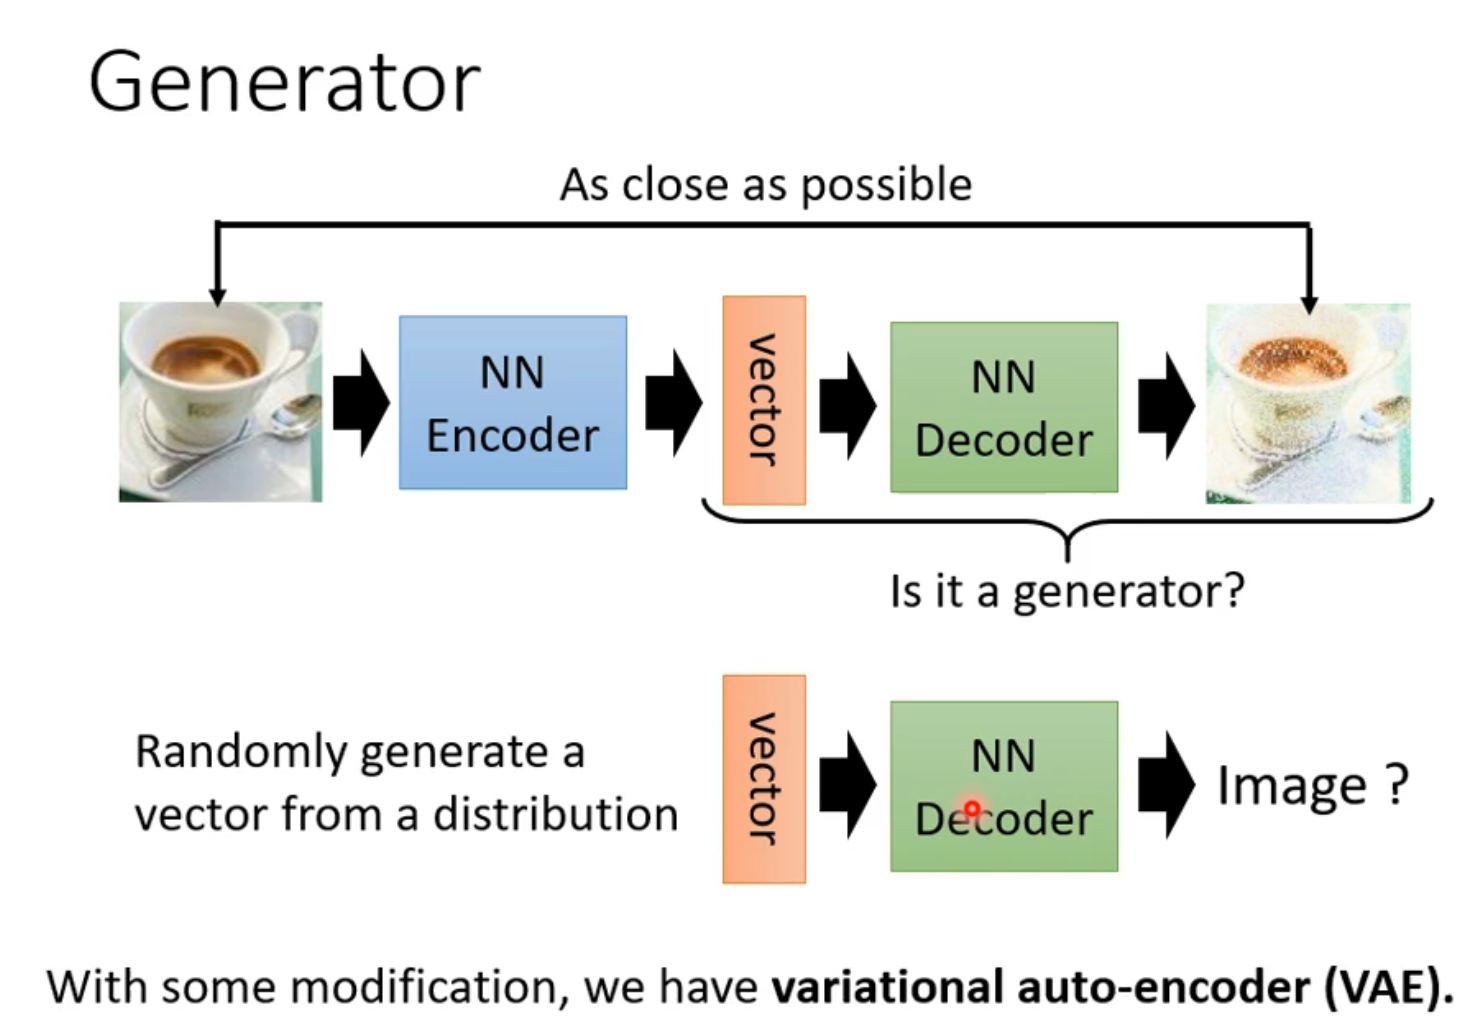 Generator
As close as possible
NN
Encoder
vector
NN
Decoder
Is it a generator?
Randomly generate a
vector from a distribution
vector
NN
Decoder
Image ?
With some modification, we have variational auto-encoder (VAE).